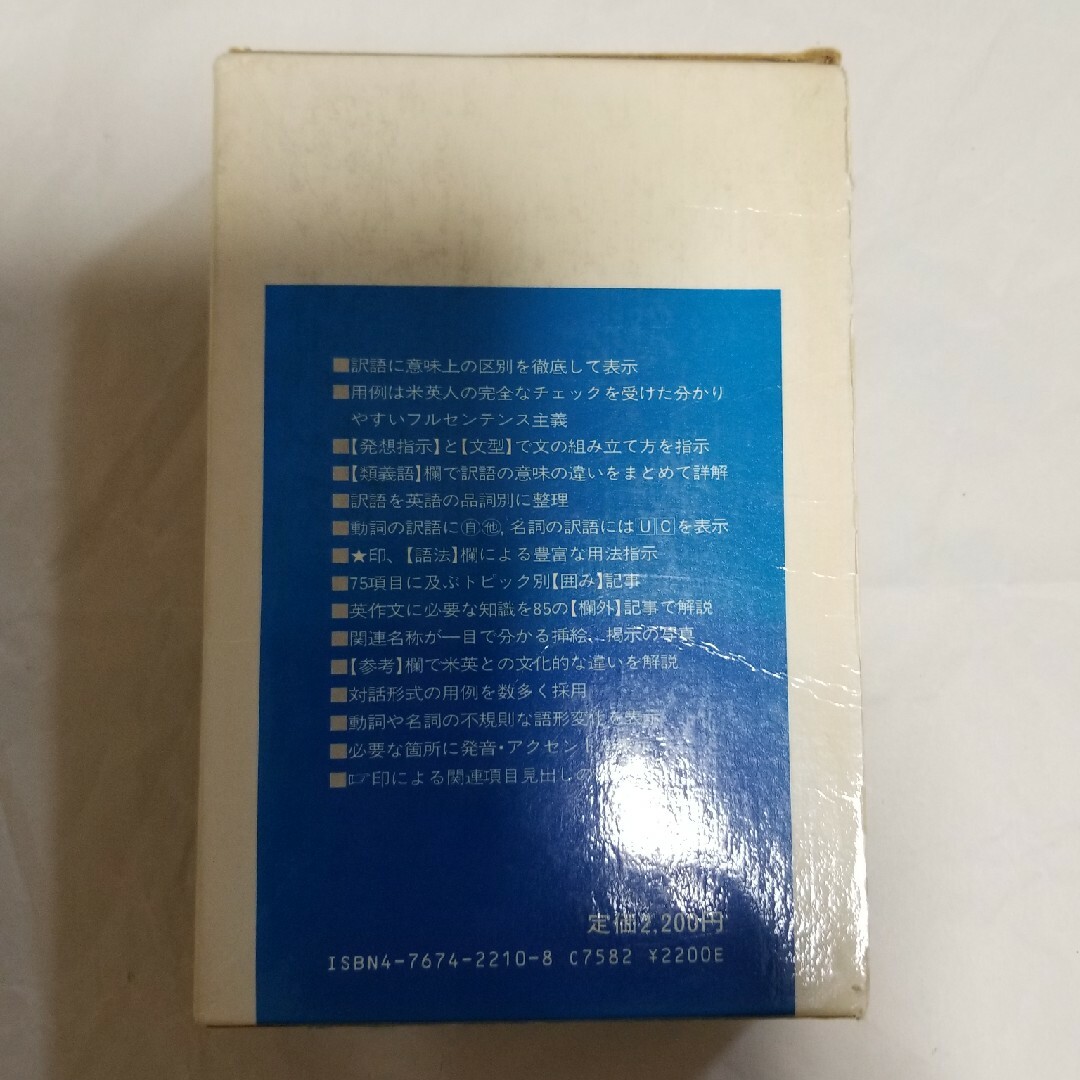 ■訳語に意味上の区別を徹底して表示
■用例は米英人の完全なチェックを受けた分かり
やすいフルセンテンス主義
■【発想指示】と【文型】で文の組み立て方を指示
■【類義語】欄で訳語の意味の違いをまとめて詳解
■訳語を英語の品詞別に整理
■動詞の訳語に㊀㊁, 名詞の訳語には🅄🄲を表示
■★印、【語法】欄による豊富な用法指示
■75項目に及ぶトピック別【囲み】記事
■英作文に必要な知識を85の【欄外】記事で解説
■関連名称が一目で分かる挿絵、掲示の写真
■【参考】欄で米英との文化的な違いを解説
■対話形式の用例を数多く採用
■動詞や名詞の不規則な語形変化を表示
■必要な箇所に発音・アクセント
■☞印による関連項目見出しの
定価2,200円
ISBN4-7674-2210-8 C7582 ¥2200E